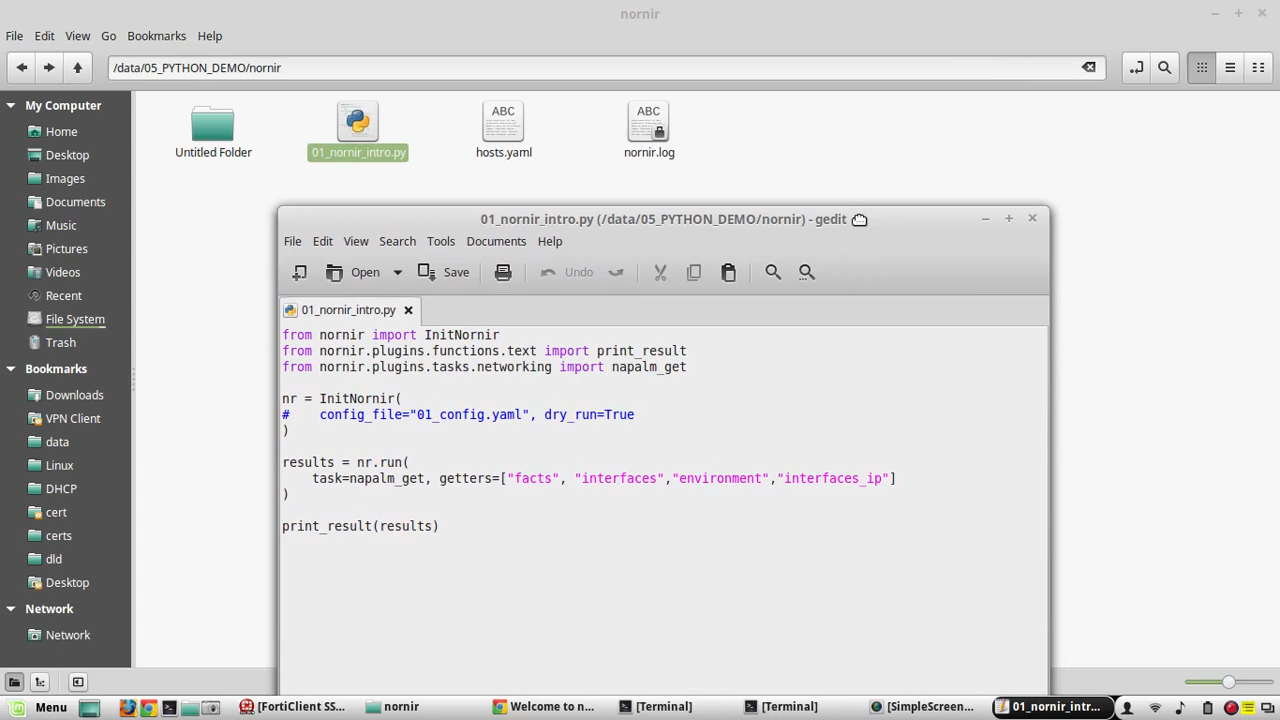 nornir
File Edit View Go Bookmarks Help
/data/05_PYTHON_DEMO/nornir
My Computer
Home
Desktop
Images
Documents
Music
Pictures
Videos
Recent
File System
Trash
Bookmarks
Downloads
VPN Client
data
Linux
DHCP
cert
certs
dld
Desktop
Network
Network
ABC
ABC
Untitled Folder
01_nornir_intro.py
hosts.yaml
nornir.log
01_nornir_intro.py (/data/05_PYTHON_DEMO/nornir) - gedit
File Edit View Search Tools Documents Help
Open Save Undo
01_nornir_intro.py
from nornir import InitNornir
from nornir.plugins.functions.text import print_result
from nornir.plugins.tasks.networking import napalm_get
nr = InitNornir(
#    config_file="01_config.yaml", dry_run=True
)
results = nr.run(
    task=napalm_get, getters=["facts", "interfaces","environment","interfaces_ip"]
)
print_result(results)
Menu
[FortiClient SS...
nornir
Welcome to n...
[Terminal]
[Terminal]
[SimpleScreen...
01_nornir_intr...